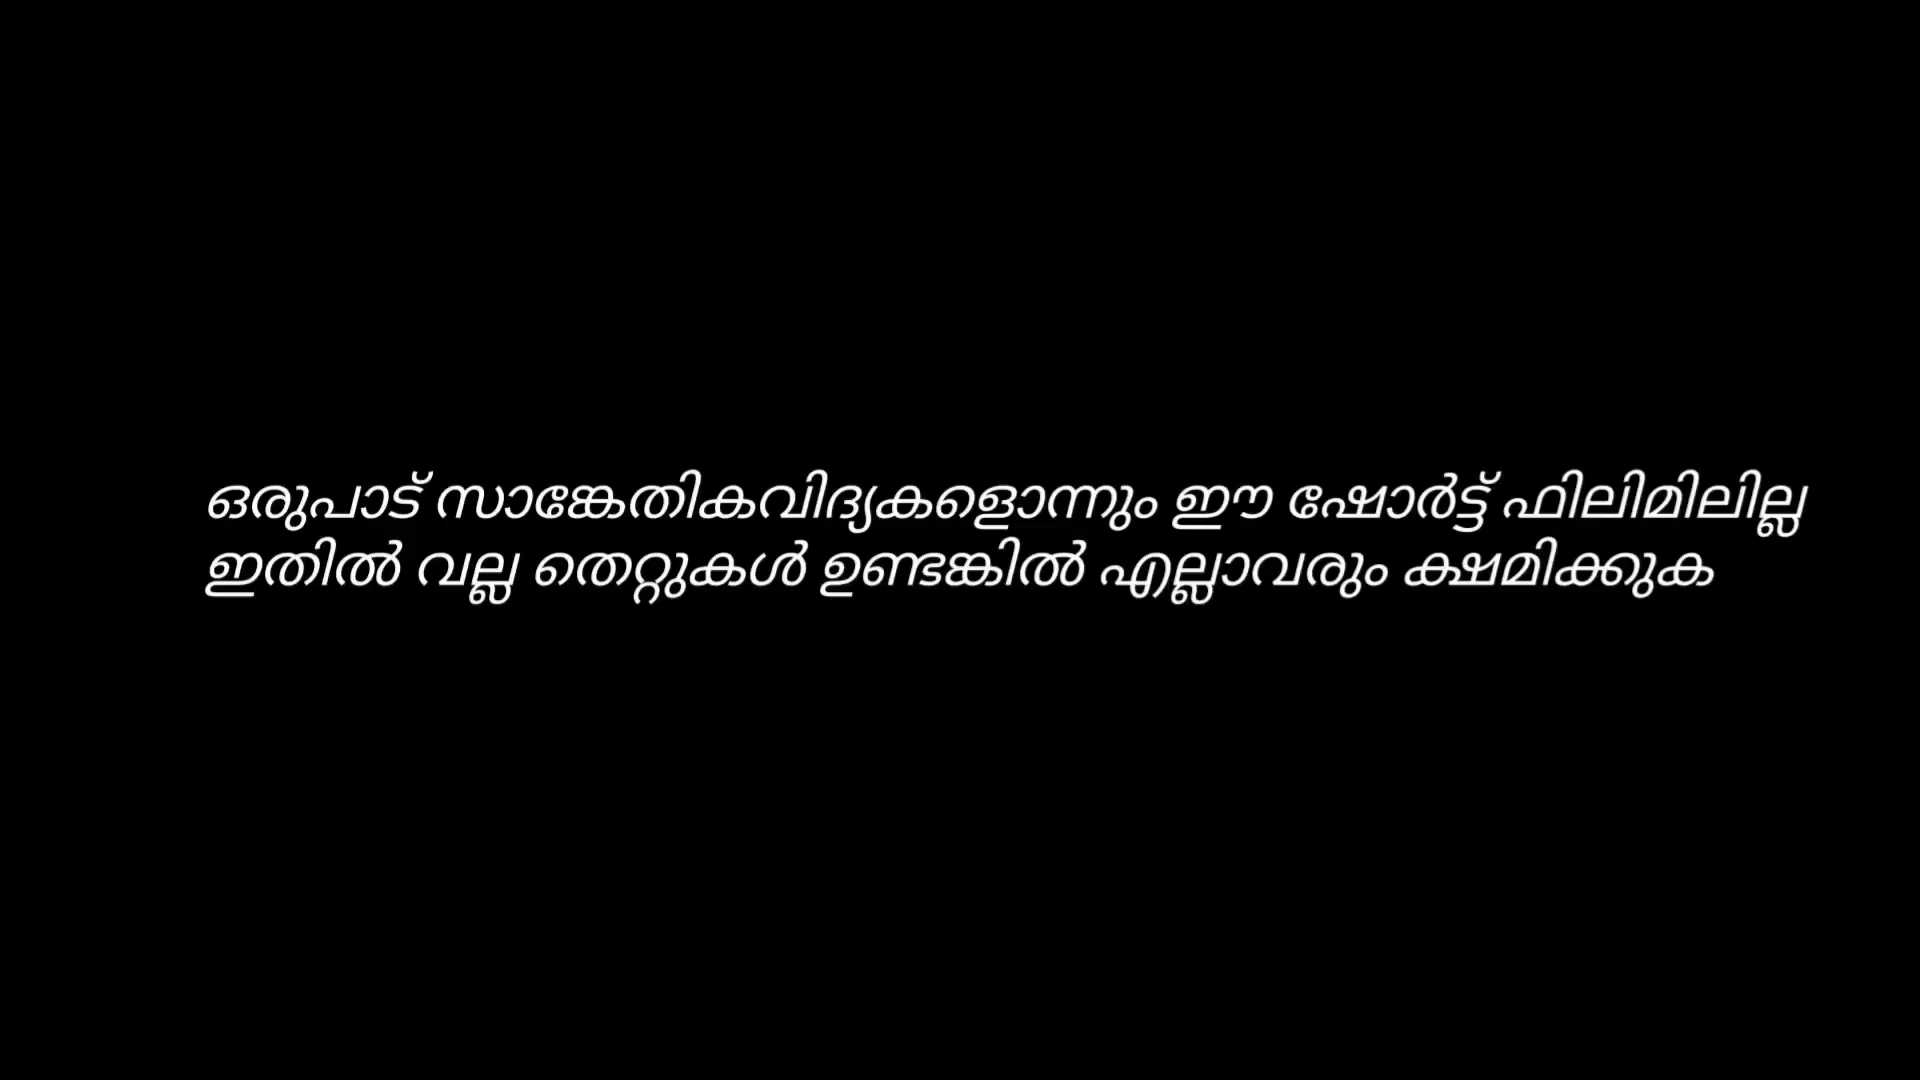 ഒരുപാട് സാങ്കേതികവിദ്യകളൊന്നും ഈ ഷോർട്ട് ഫിലിമിലില്ല
ഇതിൽ വല്ല തെറ്റുകൾ ഉണ്ടങ്കിൽ എല്ലാവരും ക്ഷമിക്കുക